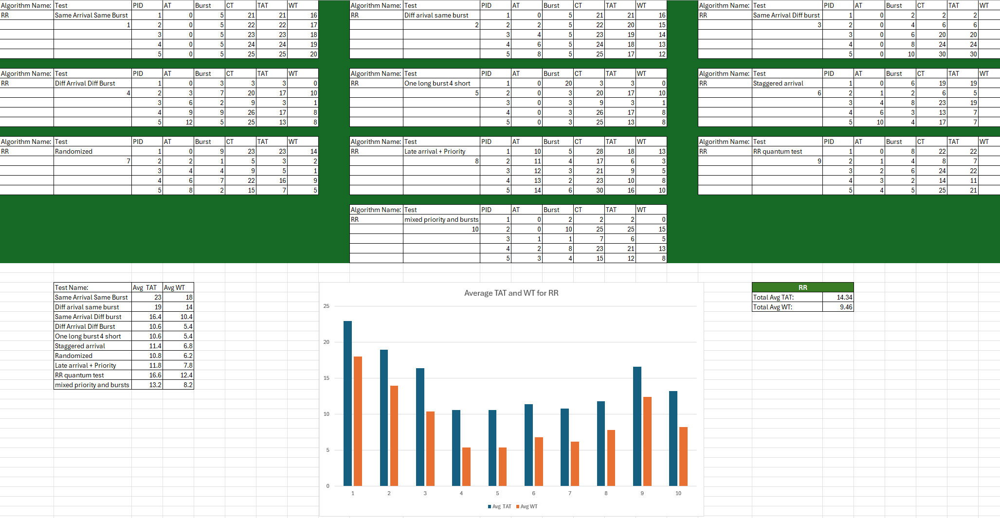 Algorithm Name: Test PID AT Burst CT TAT WT
RR Same Arrival Same Burst 1 0 5 21 21 16
1 2 0 5 22 22 17
3 0 5 23 23 18
4 0 5 24 24 19
5 0 5 25 25 20
Algorithm Name: Test PID AT Burst CT TAT WT
RR Diff arival same burst 1 0 5 21 21 16
2 2 2 5 22 20 15
3 4 5 23 19 14
4 6 5 24 18 13
5 8 5 25 17 12
Algorithm Name: Test PID AT Burst CT TAT WT
RR Same Arrival Diff burst 1 0 2 2 2
3 2 0 4 6 6
3 0 6 20 20
4 0 8 24 24
5 0 10 30 30
Algorithm Name: Test PID AT Burst CT TAT WT
RR Diff Arrival Diff Burst 1 0 3 3 3 0
4 2 3 7 20 17 10
3 6 2 9 3 1
4 9 9 26 17 8
5 12 5 25 13 8
Algorithm Name: Test PID AT Burst CT TAT WT
RR One long burst 4 short 1 0 20 3 3 0
5 2 0 3 20 17 10
3 0 3 9 3 1
4 0 3 26 17 8
5 0 3 25 13 8
Algorithm Name: Test PID AT Burst CT TAT WT
RR Staggered arrival 1 0 6 19 19
6 2 1 2 6 5
3 4 8 23 19
4 6 3 13 7
5 10 4 17 7
Algorithm Name: Test PID AT Burst CT TAT WT
RR Randomized 1 0 9 23 23 14
7 2 2 1 5 3 2
3 4 4 9 5 1
4 6 7 22 16 9
5 8 2 15 7 5
Algorithm Name: Test PID AT Burst CT TAT WT
RR Late arrival + Priority 1 10 5 28 18 13
8 2 11 4 17 6 3
3 12 3 21 9 5
4 13 2 23 10 8
5 14 6 30 16 10
Algorithm Name: Test PID AT Burst CT TAT WT
RR RR quantum test 1 0 8 22 22
9 2 1 4 8 7
3 2 6 24 22
4 3 2 14 11
5 4 5 25 21
Algorithm Name: Test PID AT Burst CT TAT WT
RR mixed priority and bursts 1 0 2 2 2 0
10 2 0 10 25 25 15
3 1 1 7 6 5
4 2 8 23 21 13
5 3 4 15 12 8
Test Name: Avg TAT Avg WT
Same Arrival Same Burst 23 18
Diff arival same burst 19 14
Same Arrival Diff burst 16.4 10.4
Diff Arrival Diff Burst 10.6 5.4
One long burst 4 short 10.6 5.4
Staggered arrival 11.4 6.8
Randomized 10.8 6.2
Late arrival + Priority 11.8 7.8
RR quantum test 16.6 12.4
mixed priority and bursts 13.2 8.2
Average TAT and WT for RR
25
20
15
10
5
0
1 2 3 4 5 6 7 8 9 10
Avg TAT Avg WT
RR
Total Avg TAT: 14.34
Total Avg WT: 9.46